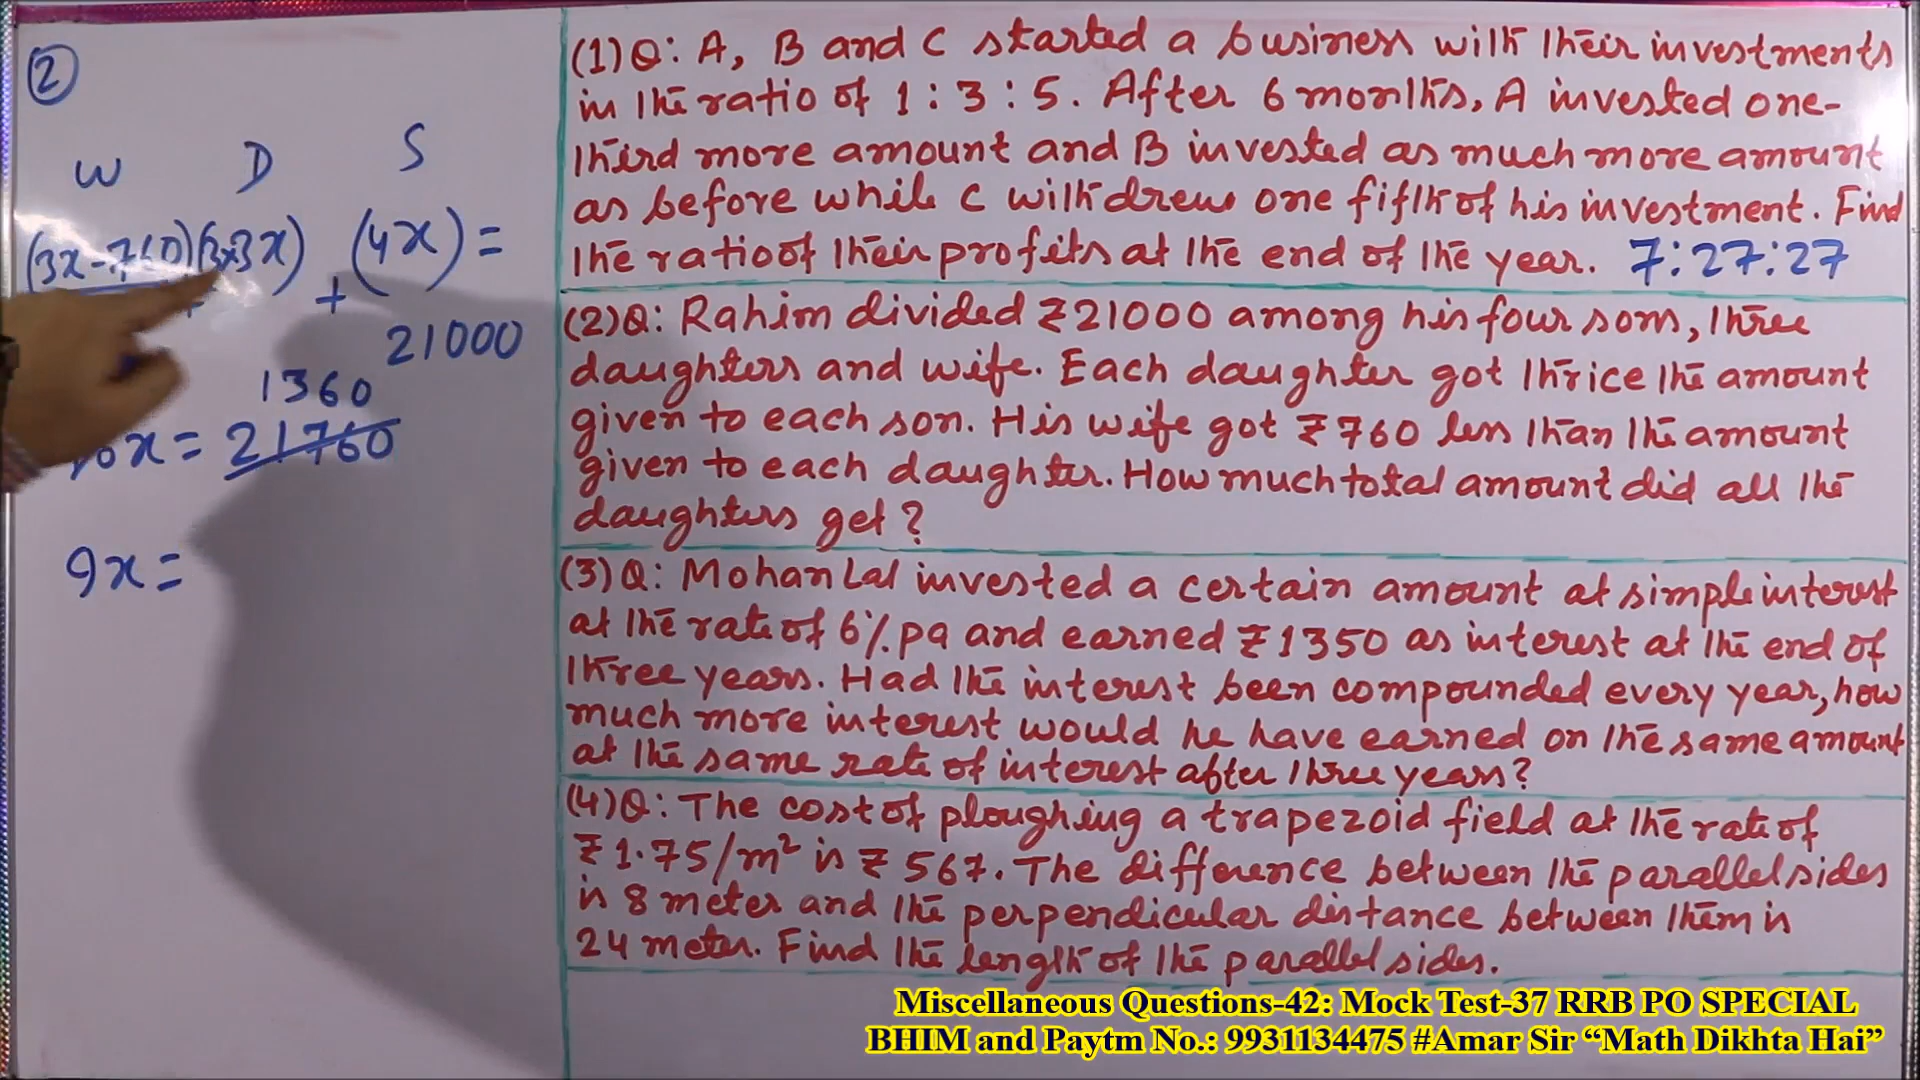 ②
W D S
(3x-760)(3×3x) + (4x) =
21000
1360
x = 21760
9x =
(1)Q: A, B and C started a business with their investments
in the ratio of 1 : 3 : 5. After 6 months, A invested one-
third more amount and B invested as much more amount
as before while C withdrew one fifth of his investment. Find
the ratio of their profits at the end of the year. 7:27:27
(2)Q: Rahim divided ₹21000 among his four sons, three
daughters and wife. Each daughter got thrice the amount
given to each son. His wife got ₹760 less than the amount
given to each daughter. How much total amount did all the
daughters get?
(3)Q: Mohan Lal invested a certain amount at simple interest
at the rate of 6% pa and earned ₹1350 as interest at the end of
three years. Had the interest been compounded every year, how
much more interest would he have earned on the same amount
at the same rate of interest after three years?
(4)Q: The cost of ploughing a trapezoid field at the rate of
₹1.75/m² is ₹567. The difference between the parallel sides
is 8 meter and the perpendicular distance between them is
24 meter. Find the length of the parallel sides.
Miscellaneous Questions-42: Mock Test-37 RRB PO SPECIAL
BHIM and Paytm No.: 9931134475 #Amar Sir “Math Dikhta Hai”